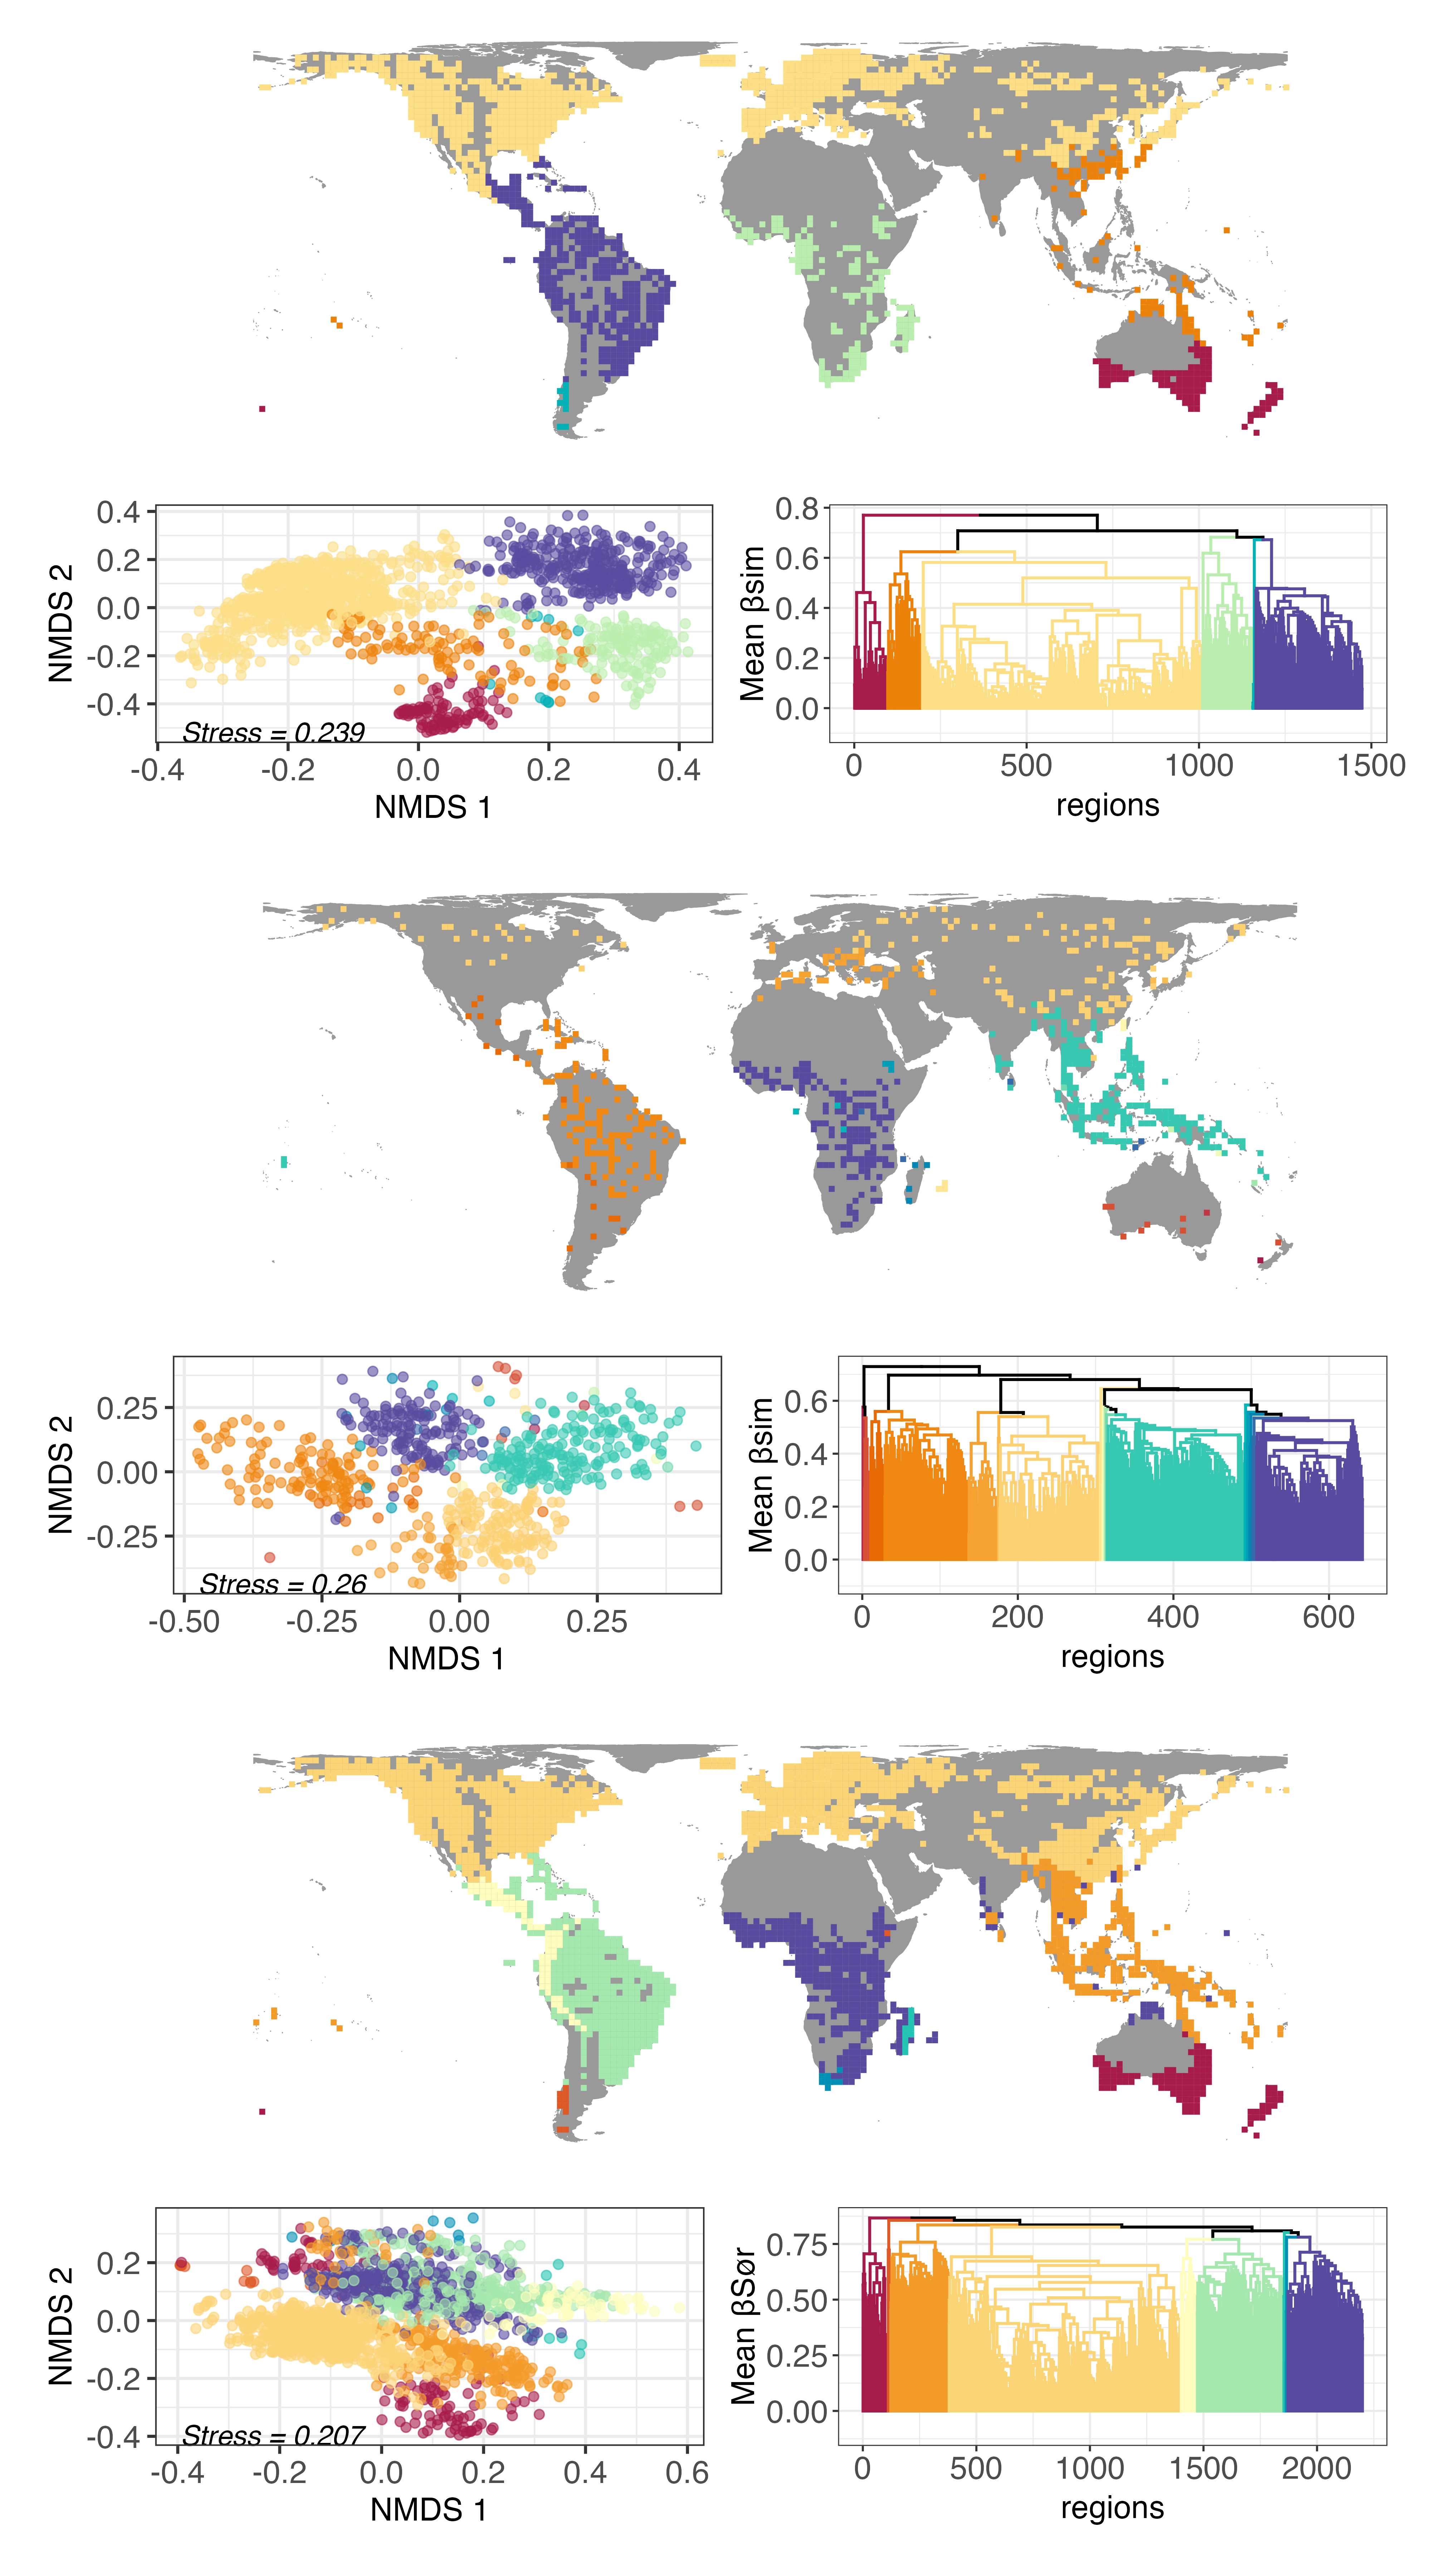 0.4
0.2
0.0
-0.2
-0.4
NMDS 2
Stress = 0.239
-0.4 -0.2 0.0 0.2 0.4
NMDS 1
0.8
0.6
0.4
0.2
0.0
Mean βsim
0 500 1000 1500
regions
0.25
0.00
-0.25
NMDS 2
Stress = 0.26
-0.50 -0.25 0.00 0.25
NMDS 1
0.6
0.4
0.2
0.0
Mean βsim
0 200 400 600
regions
0.2
0.0
-0.2
-0.4
NMDS 2
Stress = 0.207
-0.4 -0.2 0.0 0.2 0.4 0.6
NMDS 1
0.75
0.50
0.25
0.00
Mean βSør
0 500 1000 1500 2000
regions